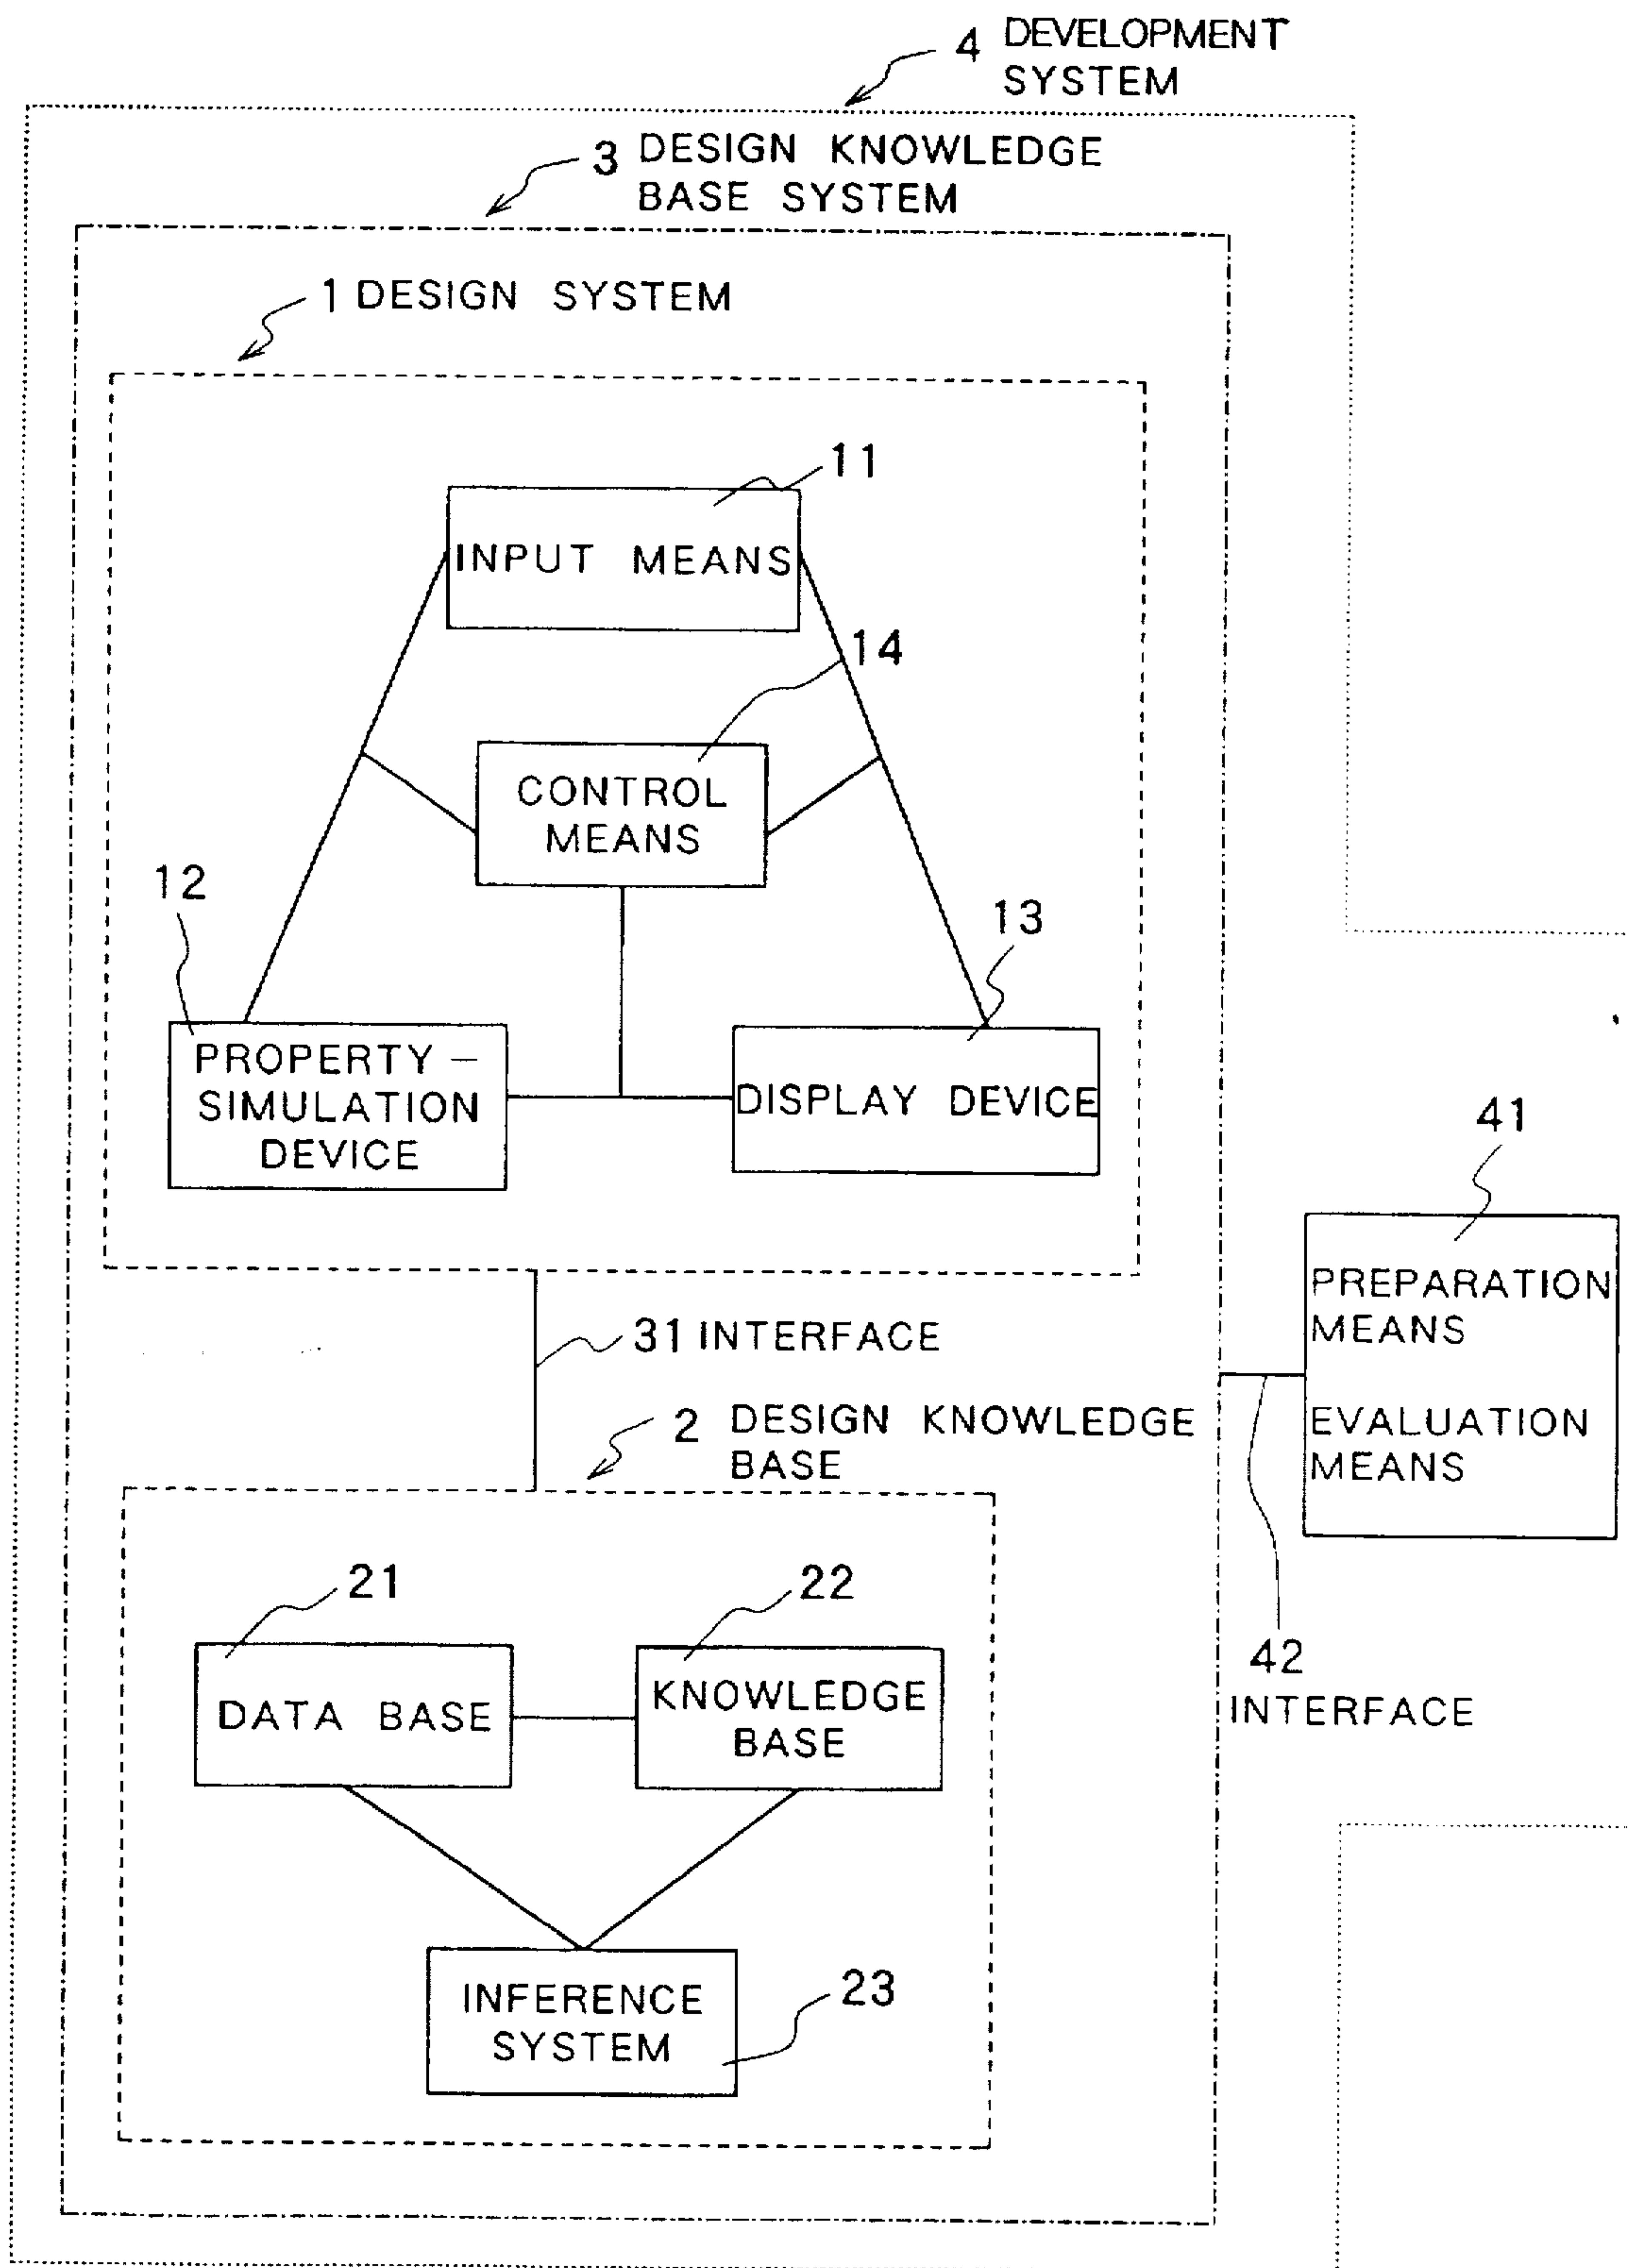 4 DEVELOPMENT
SYSTEM
3 DESIGN KNOWLEDGE
BASE SYSTEM
1 DESIGN SYSTEM
11
INPUT MEANS
14
CONTROL
MEANS
12
13
PROPERTY-
SIMULATION
DEVICE
DISPLAY DEVICE
41
PREPARATION
MEANS
EVALUATION
MEANS
31 INTERFACE
2 DESIGN KNOWLEDGE
BASE
21
22
DATA BASE
KNOWLEDGE
BASE
42
INTERFACE
23
INFERENCE
SYSTEM